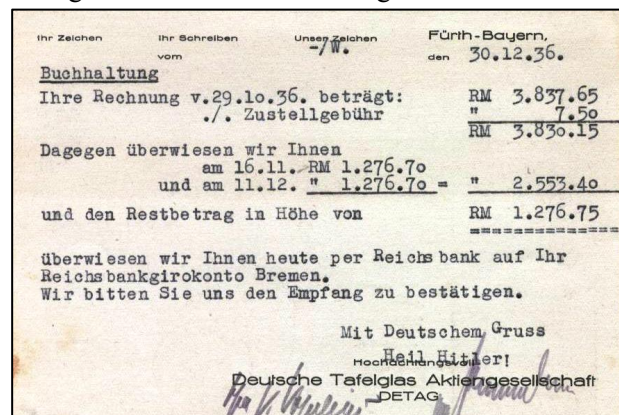 Ihr Zeichen Ihr Schreiben Unser Zeichen Fürth-Bayern,
vom -/W. den 30.12.36.
Buchhaltung
Ihre Rechnung v.29.1o.36. beträgt: RM 3.837.65
./. Zustellgebühr " 7.5o
RM 3.83o.15
Dagegen überwiesen wir Ihnen
am 16.11. RM 1.276.7o
und am 11.12. " 1.276.7o = " 2.553.4o
und den Restbetrag in Höhe von RM 1.276.75
==============
überwiesen wir Ihnen heute per Reichsbank auf Ihr
Reichsbankgirokonto Bremen.
Wir bitten Sie uns den Empfang zu bestätigen.
Mit Deutschem Gruss
Heil Hitler!
Hochachtungsvoll
Deutsche Tafelglas Aktiengesellschaft
DETAG